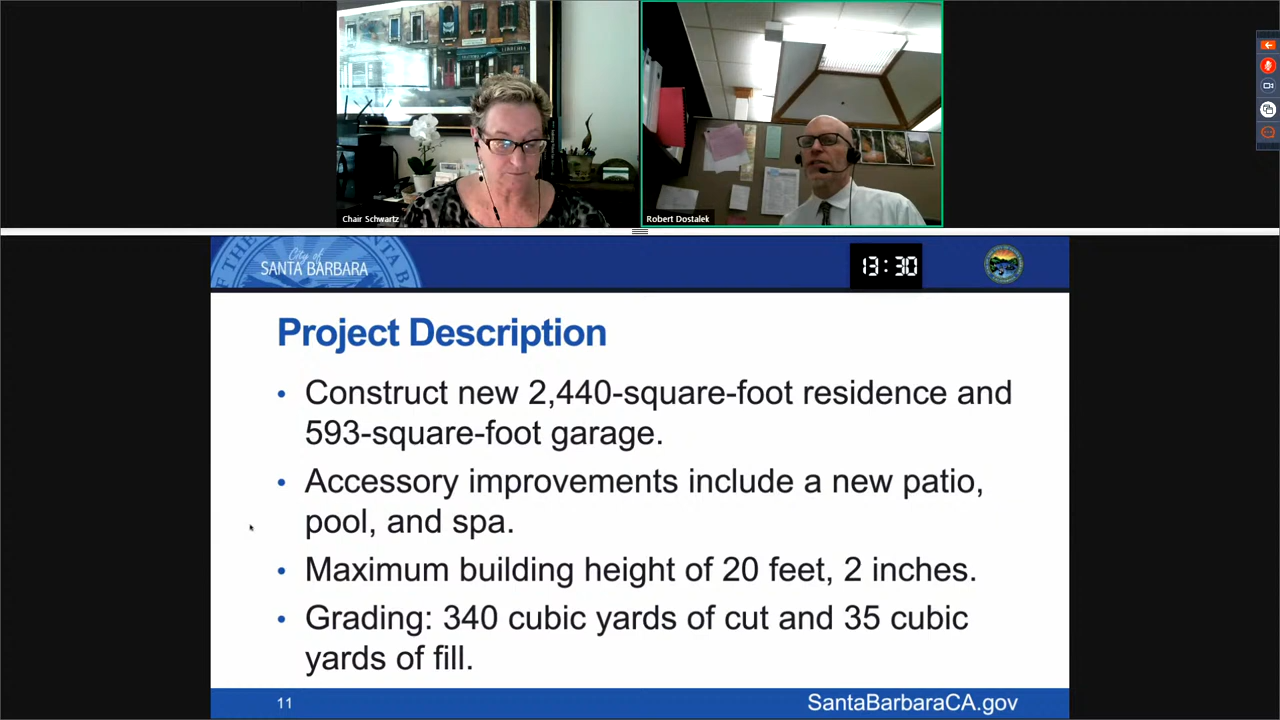 Chair Schwartz
Robert Dostalek
City of
SANTA BARBARA
13:30
Project Description
• Construct new 2,440-square-foot residence and
593-square-foot garage.
• Accessory improvements include a new patio,
pool, and spa.
• Maximum building height of 20 feet, 2 inches.
• Grading: 340 cubic yards of cut and 35 cubic
yards of fill.
11
SantaBarbaraCA.gov